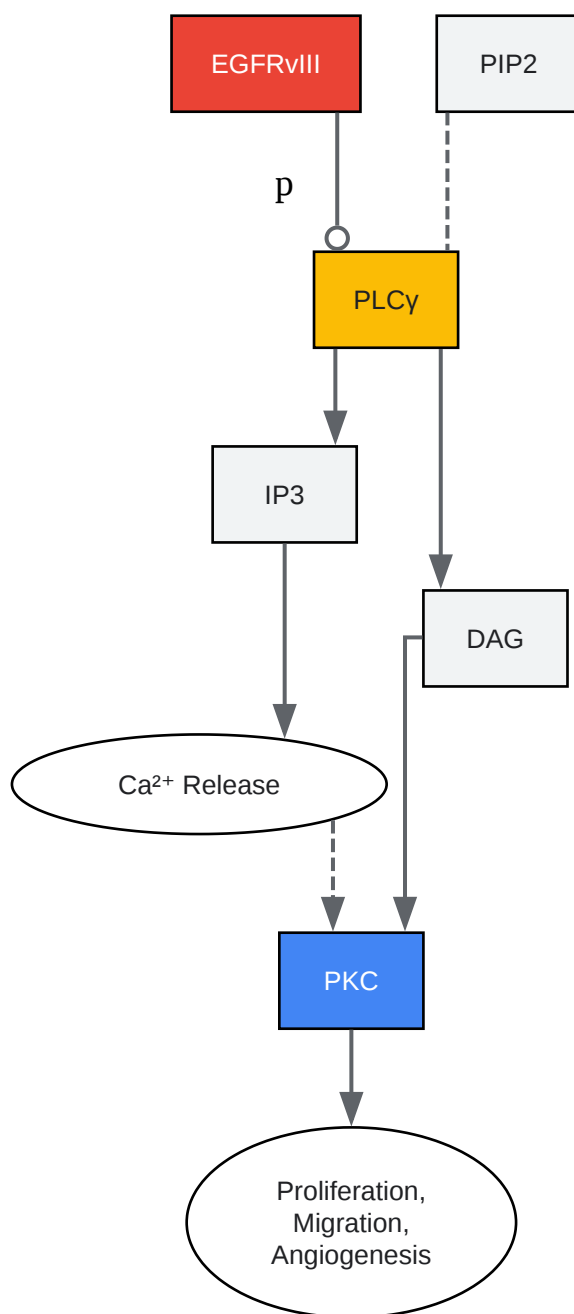 EGFRvIII
PIP2
p
PLCγ
IP3
DAG
Ca²⁺ Release
PKC
Proliferation,
Migration,
Angiogenesis